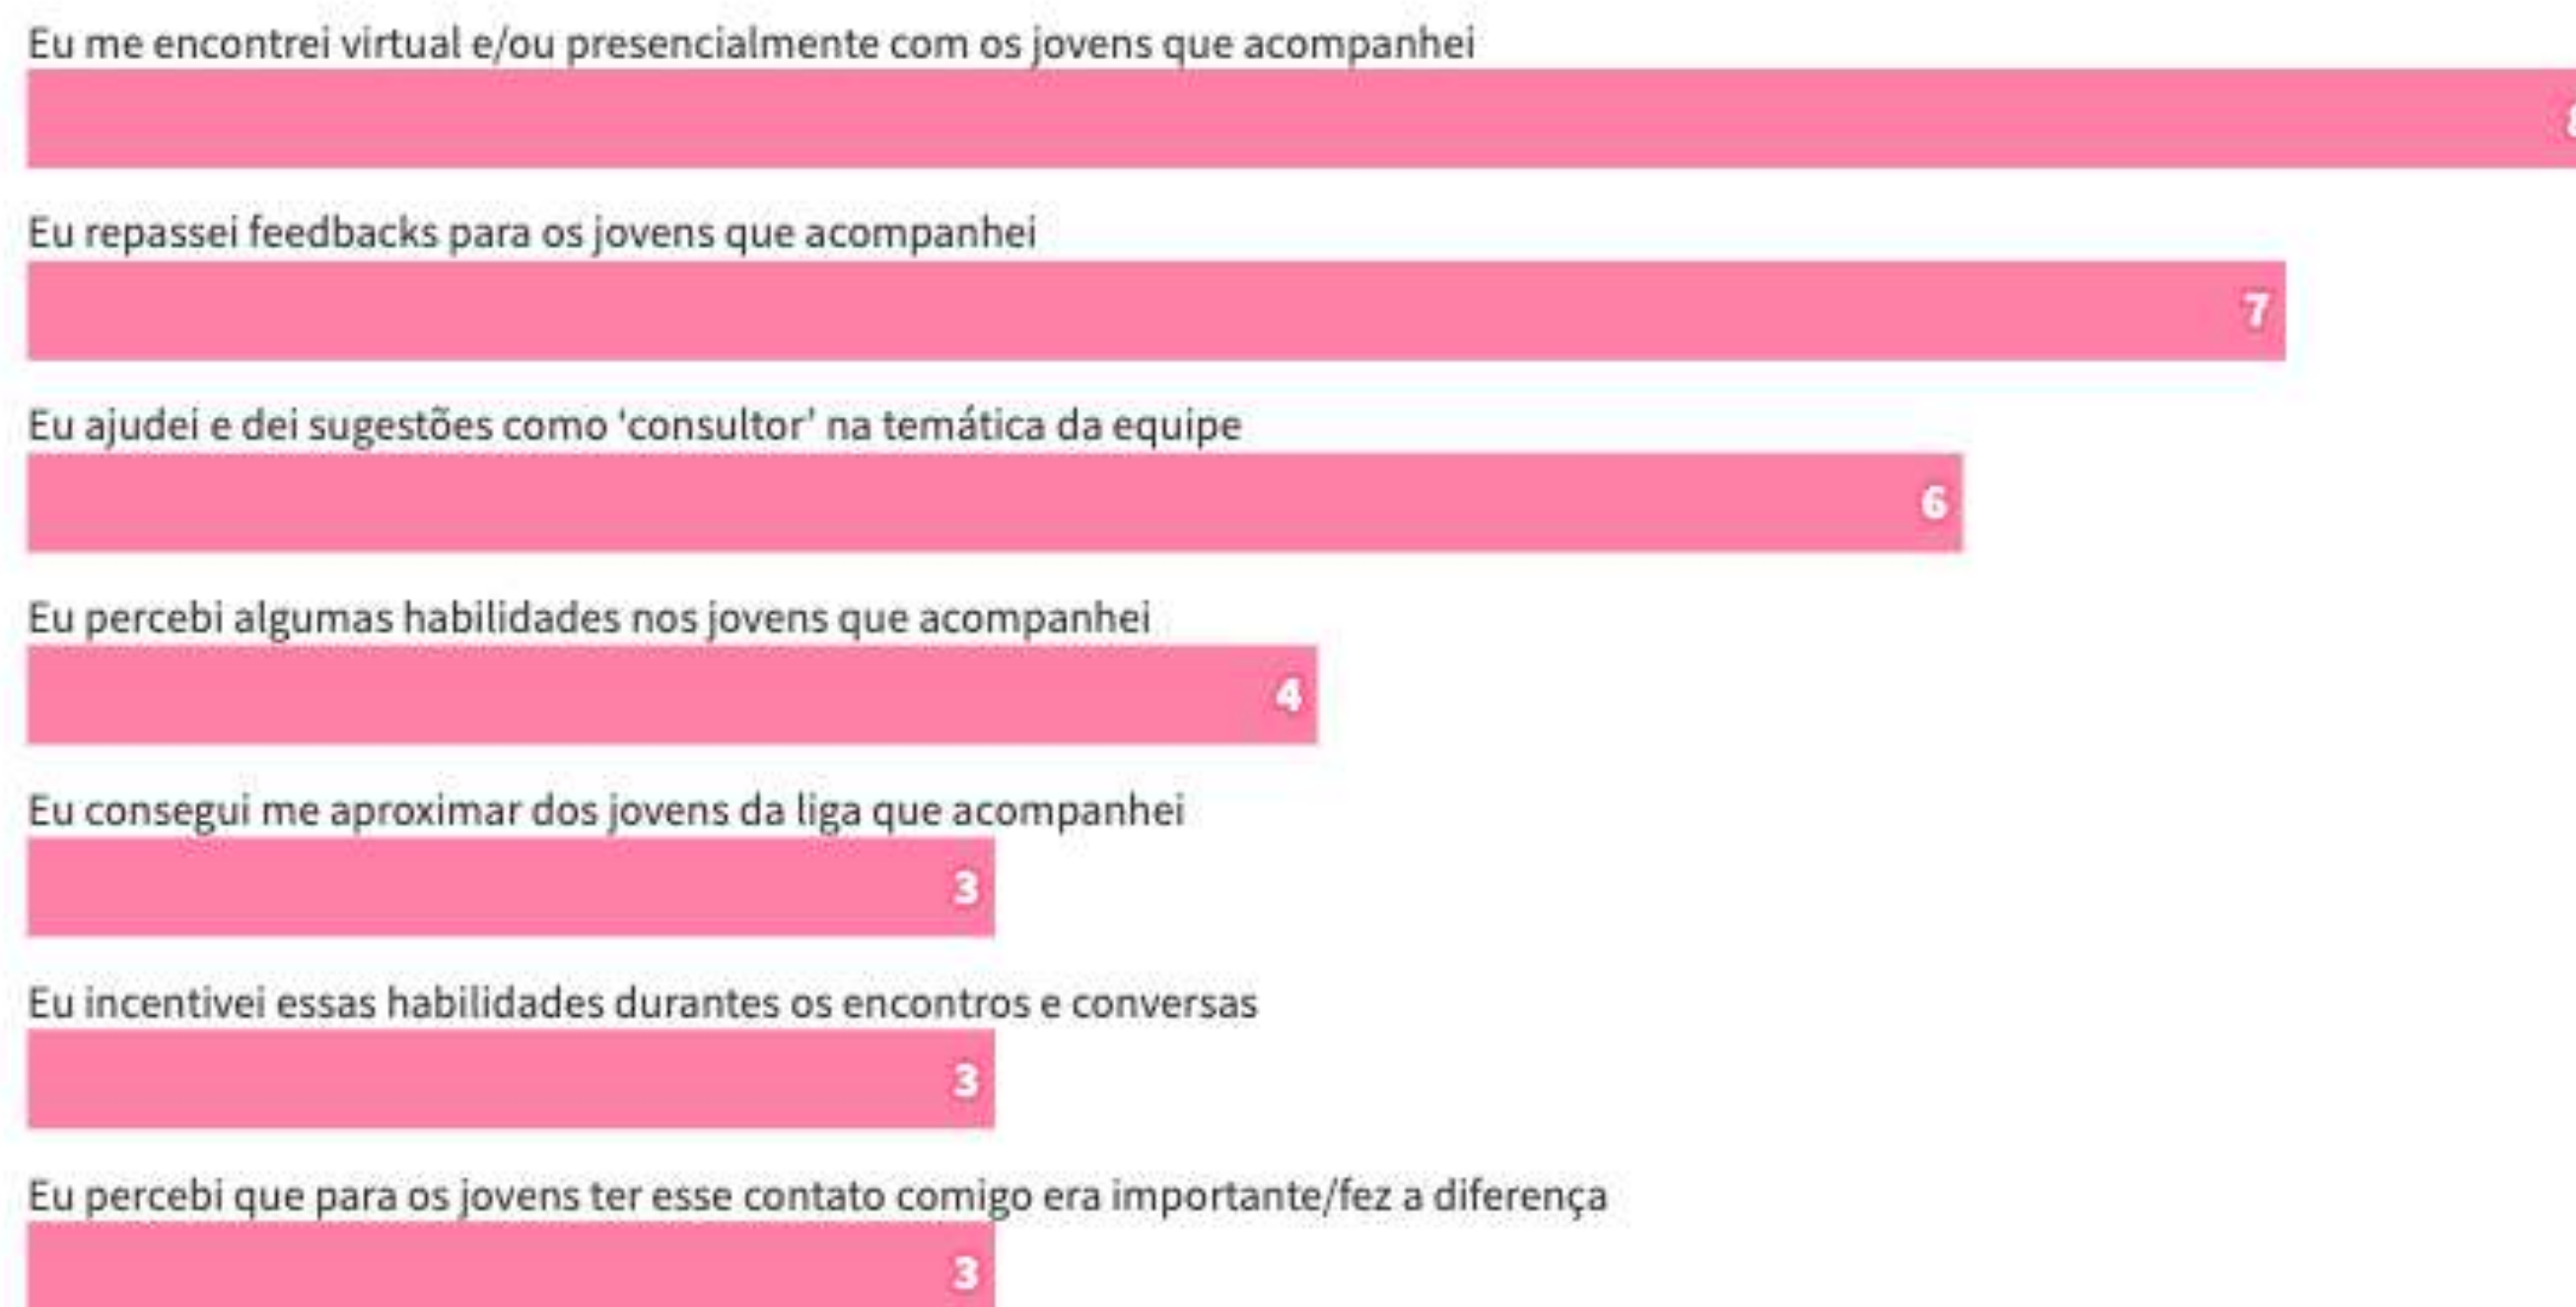 Eu me encontrei virtual e/ou presencialmente com os jovens que acompanhei
Eu repassei feedbacks para os jovens que acompanhei
7
Eu ajudei e dei sugestões como 'consultor' na temática da equipe
6
Eu percebi algumas habilidades nos jovens que acompanhei
4
Eu consegui me aproximar dos jovens da liga que acompanhei
3
Eu incentivei essas habilidades durantes os encontros e conversas
3
Eu percebi que para os jovens ter esse contato comigo era importante/fez a diferença
3